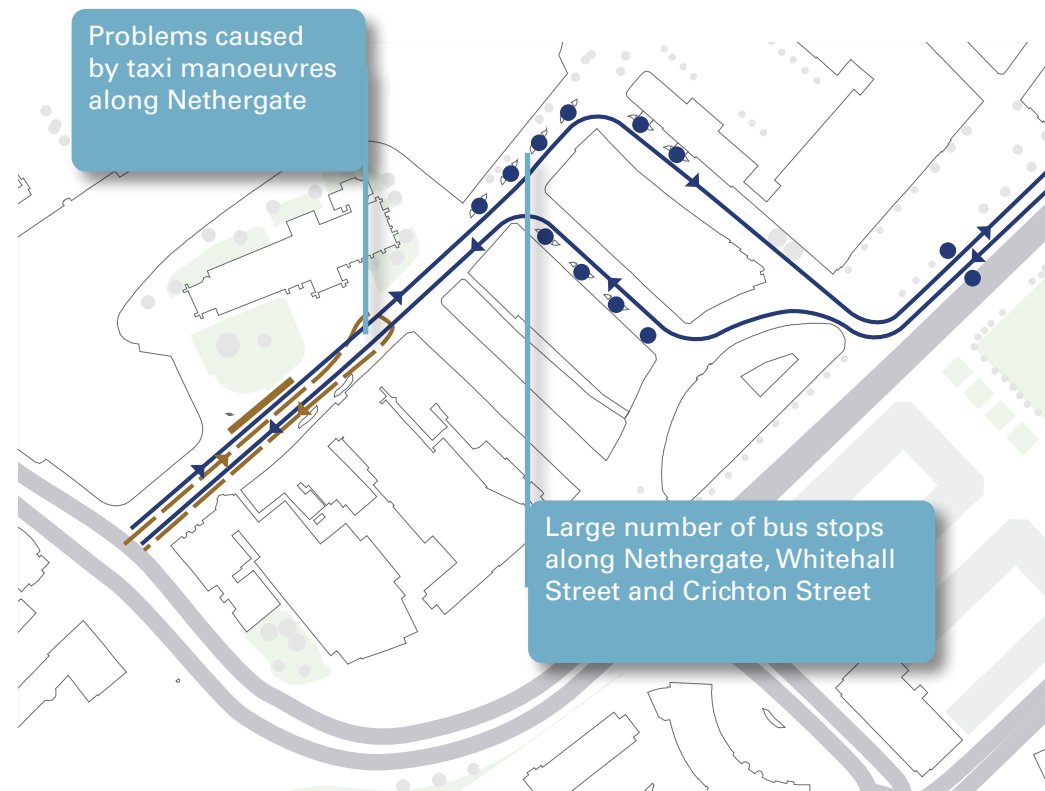 Problems caused
by taxi manoeuvres
along Nethergate
Large number of bus stops
along Nethergate, Whitehall
Street and Crichton Street